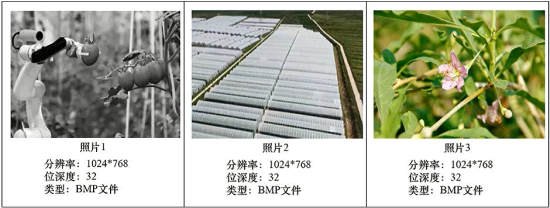 照片1
分辨率：1024*768
位深度：32
类型：BMP文件
照片2
分辨率：1024*768
位深度：32
类型：BMP文件
照片3
分辨率：1024*768
位深度：32
类型：BMP文件